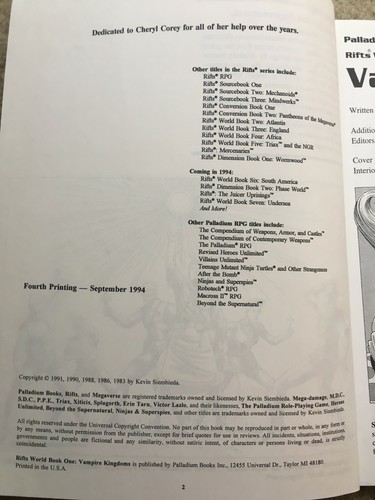 Dedicated to Cheryl Corey for all of her help over the years.
Other titles in the Rifts® series include:
Rifts® RPG
Rifts® Sourcebook One
Rifts® Sourcebook Two: Mechanoids®
Rifts® Sourcebook Three: Mindwerks™
Rifts® Conversion Book One
Rifts® Conversion Book Two: Pantheons of the Megaverse®
Rifts® World Book Two: Atlantis
Rifts® World Book Three: England
Rifts® World Book Four: Africa
Rifts® World Book Five: Triax™ and the NGR
Rifts®: Mercenaries™
Rifts® Dimension Book One: Wormwood™
Coming in 1994:
Rifts® World Book Six: South America
Rifts® Dimension Book Two: Phase World™
Rifts®: The Juicer Uprisings™
Rifts® World Book Seven: Undersea
And More!
Other Palladium RPG titles include:
The Compendium of Weapons, Armor, and Castles™
The Compendium of Contemporary Weapons™
The Palladium® RPG
Revised Heroes Unlimited™
Villains Unlimited™
Teenage Mutant Ninja Turtles® and Other Strangeness
After the Bomb®
Ninjas and Superspies™
Robotech® RPG
Macross II™ RPG
Beyond the Supernatural™
Fourth Printing — September 1994
Copyright © 1991, 1990, 1988, 1986, 1983 by Kevin Siembieda.
Palladium Books, Rifts, and Megaverse are registered trademarks owned and licensed by Kevin Siembieda. Mega-damage, M.D.C.,
S.D.C., P.P.E., Triax, Xiticix, Splugorth, Erin Tarn, Victor Lazlo, and their likenesses, The Palladium Role-Playing Game, Heroes
Unlimited, Beyond the Supernatural, Ninjas & Superspies, and other titles are trademarks owned and licensed by Kevin Siembieda.
All rights reserved under the Universal Copyright Convention. No part of this book may be reproduced in part or whole, in any form or
by any means, without permission from the publisher, except for brief quotes for use in reviews. All incidents, situations, institutions,
governments and people are fictional and any similarity, without satiric intent, of characters or persons living or dead, is strictly
coincidental.
Rifts World Book One: Vampire Kingdoms is published by Palladium Books Inc., 12455 Universal Dr., Taylor MI 48180.
Printed in the U.S.A.
2
Pallad
Rifts
Va
Written
Additio
Editors
Cover
Interio